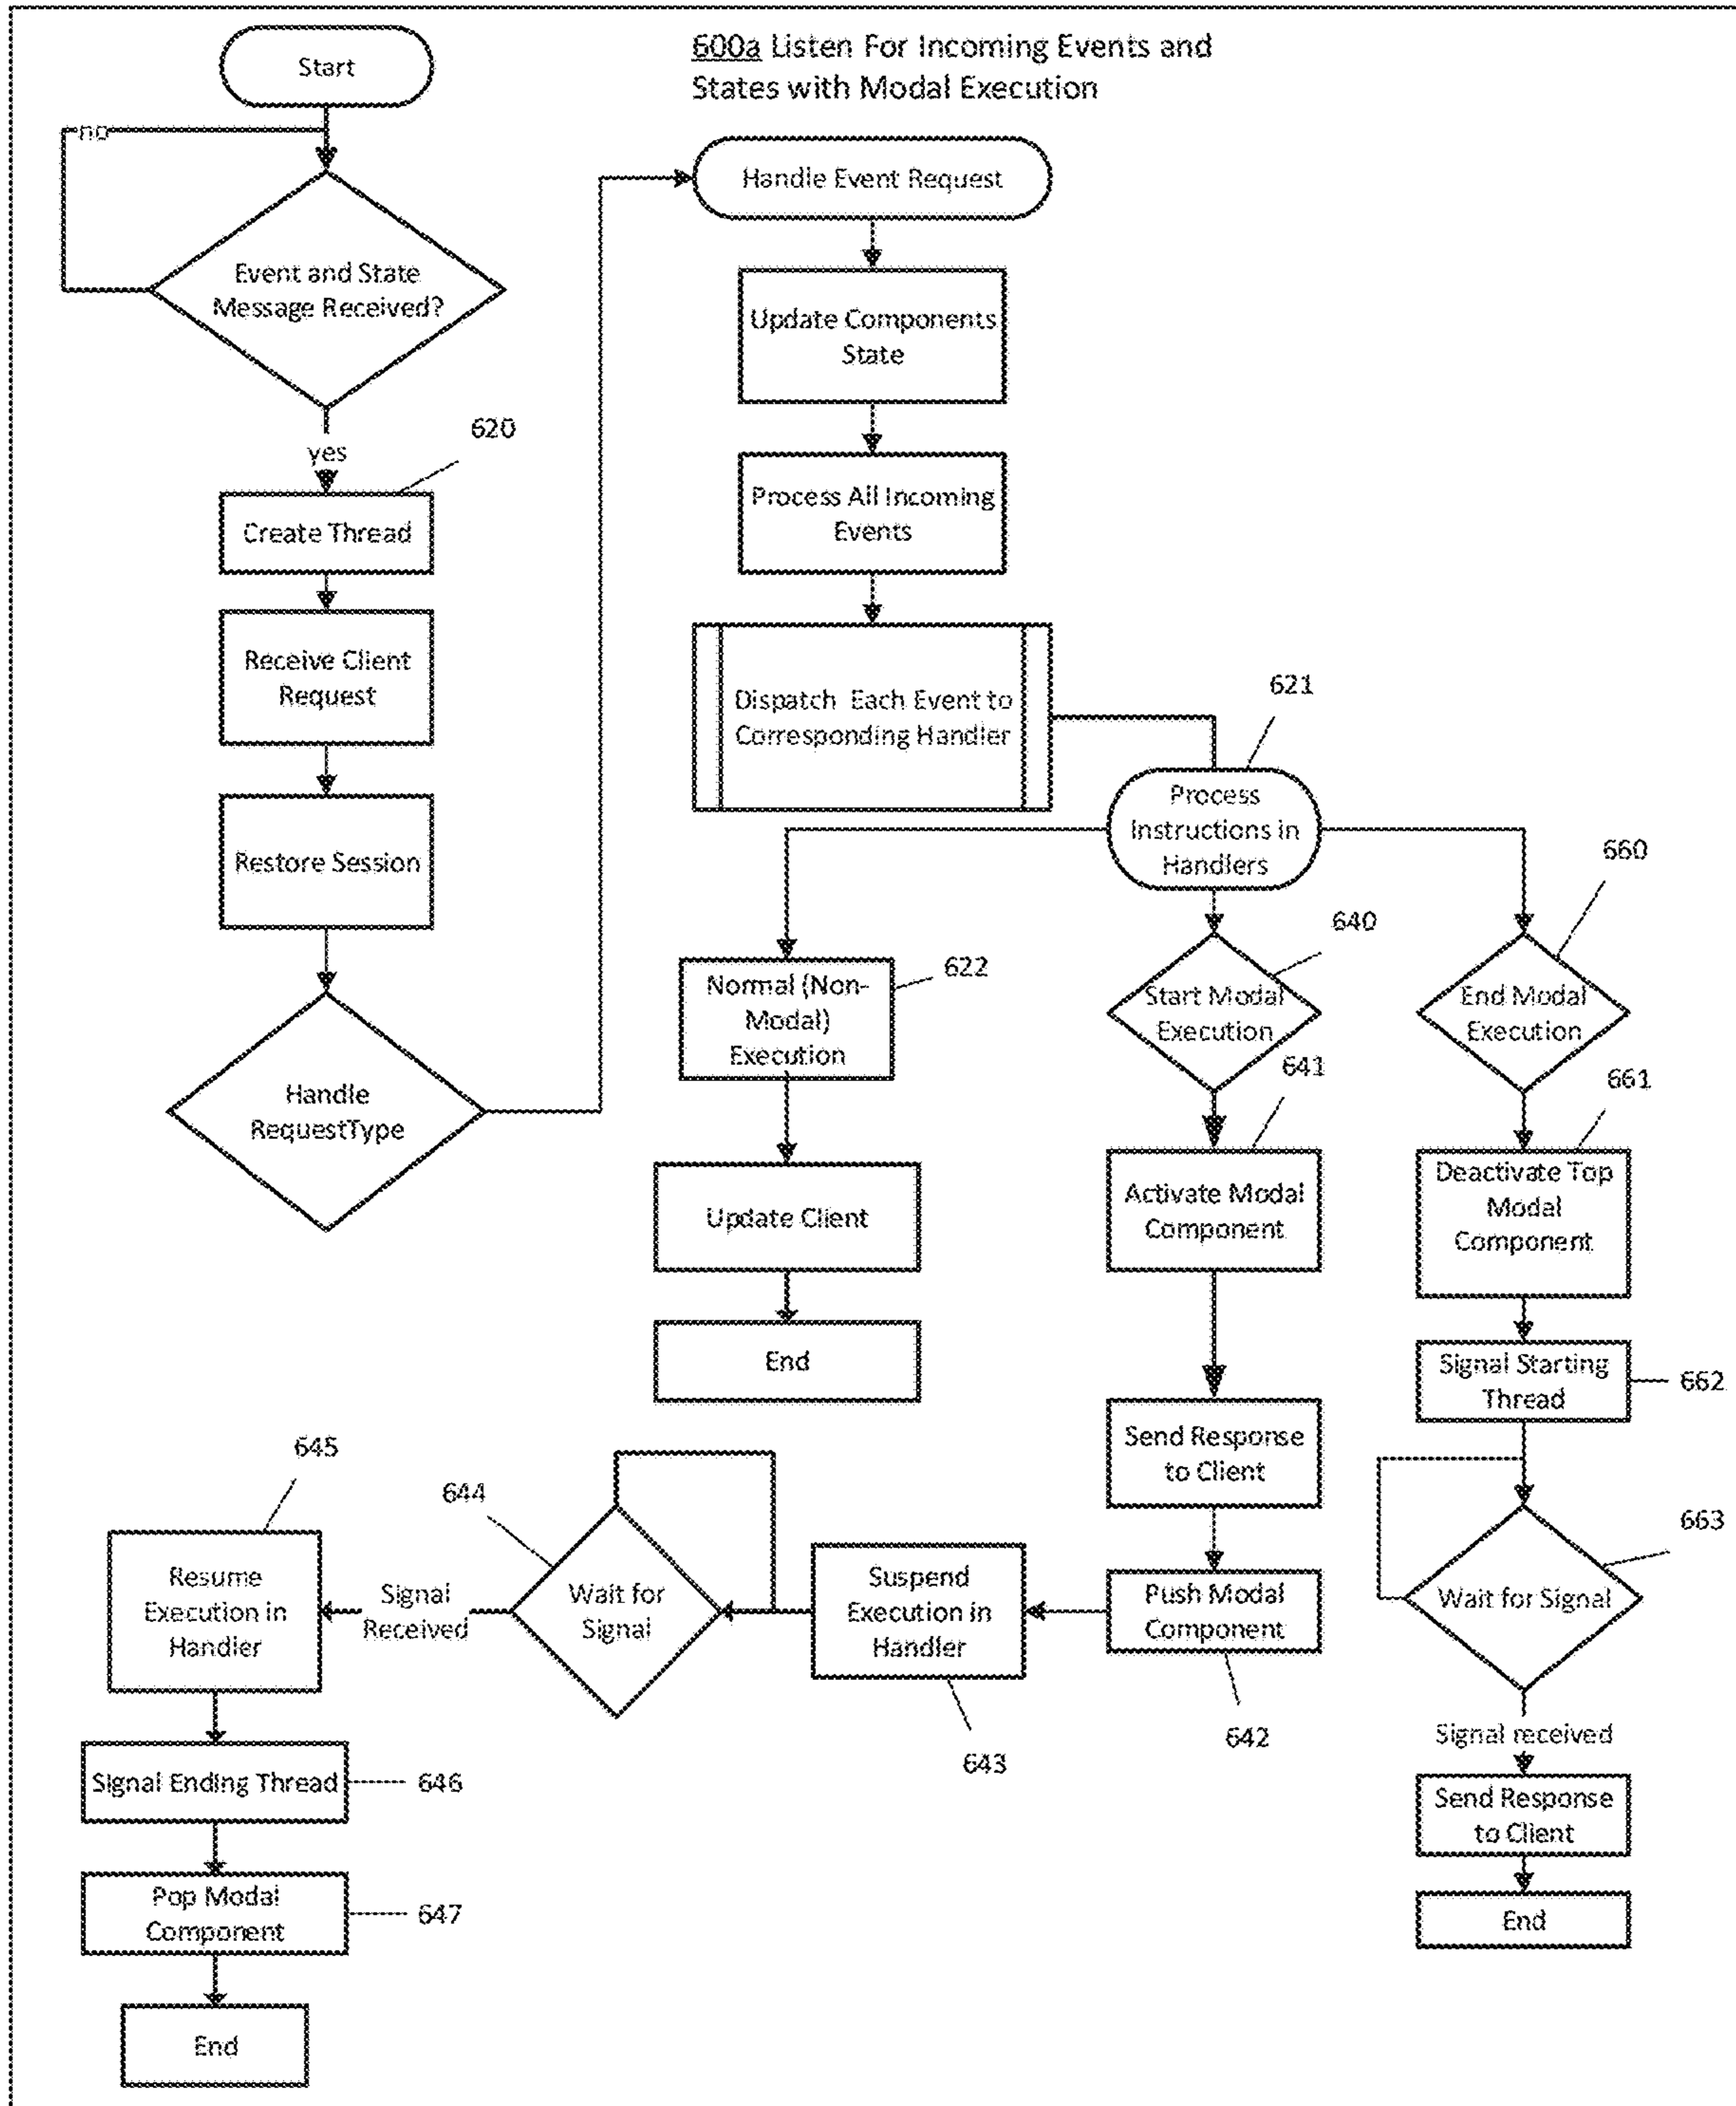 600a Listen For Incoming Events and
States with Modal Execution
Start
no
Event and State
Message Received?
yes
620
Create Thread
Receive Client
Request
Restore Session
Handle
RequestType
Handle Event Request
Update Components
State
Process All Incoming
Events
Dispatch Each Event to
Corresponding Handler
621
Process
Instructions in
Handlers
622
Normal (Non-
Modal)
Execution
Update Client
End
640
Start Modal
Execution
641
Activate Modal
Component
Send Response
to Client
Push Modal
Component
642
Suspend
Execution in
Handler
643
644
Wait for
Signal
Signal
Received
645
Resume
Execution in
Handler
Signal Ending Thread
646
Pop Modal
Component
647
End
660
End Modal
Execution
661
Deactivate Top
Modal
Component
Signal Starting
Thread
662
663
Wait for Signal
Signal received
Send Response
to Client
End